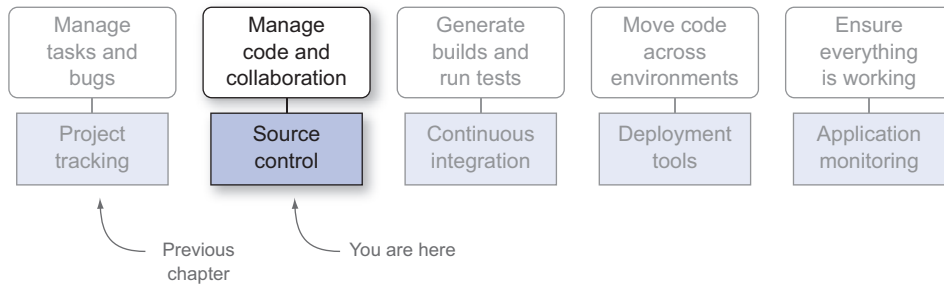 Manage
tasks and
bugs
Manage
code and
collaboration
Generate
builds and
run tests
Move code
across
environments
Ensure
everything
is working
Project
tracking
Source
control
Continuous
integration
Deployment
tools
Application
monitoring
Previous
chapter
You are here